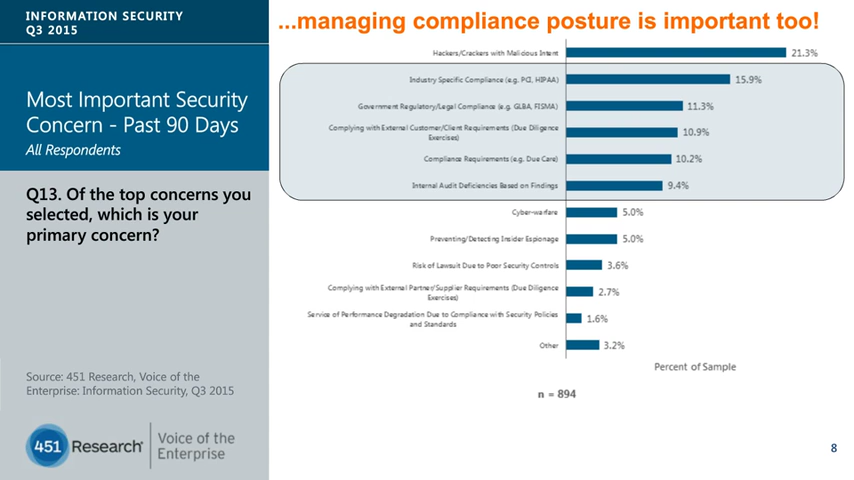 INFORMATION SECURITY
Q3 2015
Most Important Security
Concern - Past 90 Days
All Respondents
Q13. Of the top concerns you
selected, which is your
primary concern?
Source: 451 Research, Voice of the
Enterprise: Information Security, Q3 2015
451 Research
Voice of the
Enterprise
...managing compliance posture is important too!
Hackers/Crackers with Malicious Intent 21.3%
Industry Specific Compliance (e.g. PCI, HIPAA) 15.9%
Government Regulatory/Legal Compliance (e.g. GLBA, FISMA) 11.3%
Complying with External Customer/Client Requirements (Due Diligence
Exercises) 10.9%
Compliance Requirements (e.g. Due Care) 10.2%
Internal Audit Deficiencies Based on Findings 9.4%
Cyber-warfare 5.0%
Preventing/Detecting Insider Espionage 5.0%
Risk of Lawsuit Due to Poor Security Controls 3.6%
Complying with External Partner/Supplier Requirements (Due Diligence
Exercises) 2.7%
Service of Performance Degradation Due to Compliance with Security Policies
and Standards 1.6%
Other 3.2%
Percent of Sample
n = 894
8